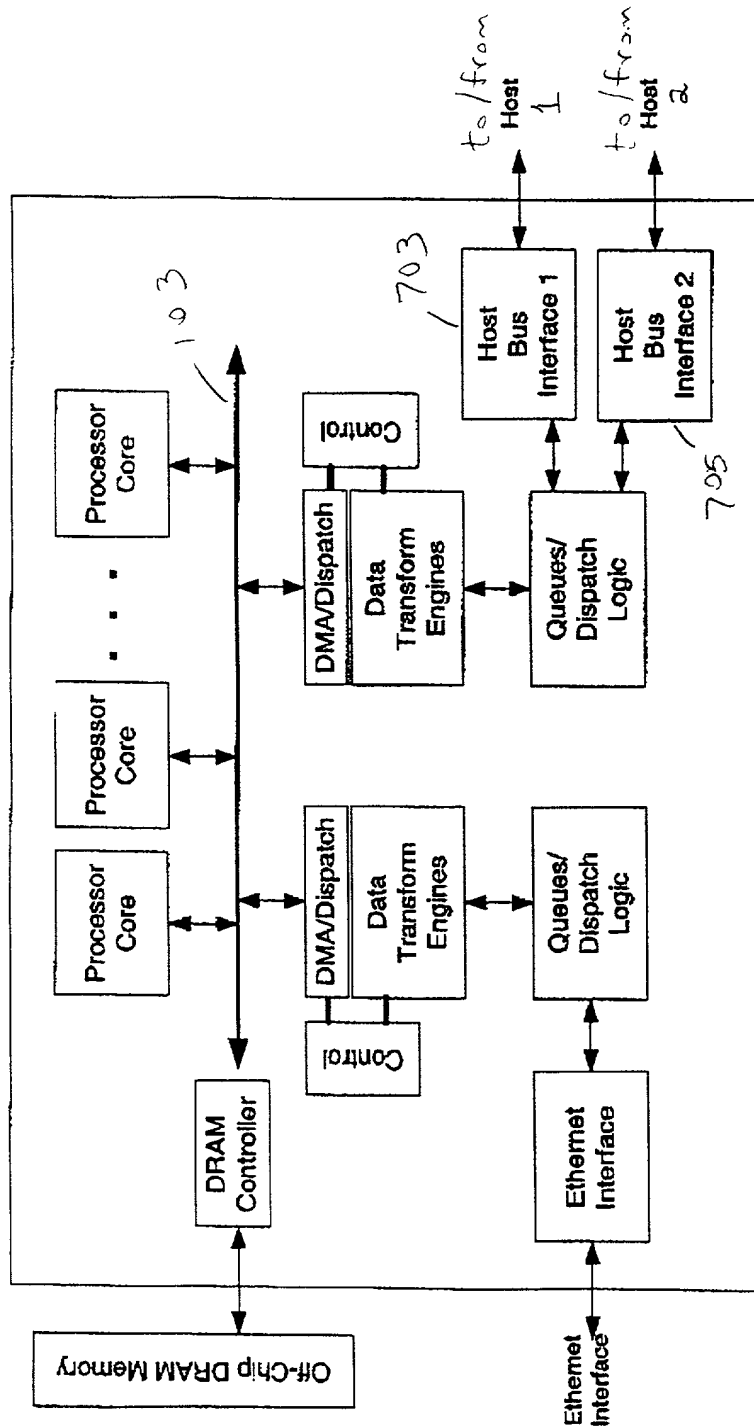 Off-Chip DRAM Memory
DRAM
Controller
Processor
Core
Processor
Core
. . .
Processor
Core
103
Control
DMA/Dispatch
Data
Transform
Engines
DMA/Dispatch
Data
Transform
Engines
Control
703
Ethernet
Interface
Ethernet
Interface
Queues/
Dispatch
Logic
Queues/
Dispatch
Logic
Host
Bus
Interface 1
to/from
Host
1
Host
Bus
Interface 2
to/from
Host
2
705